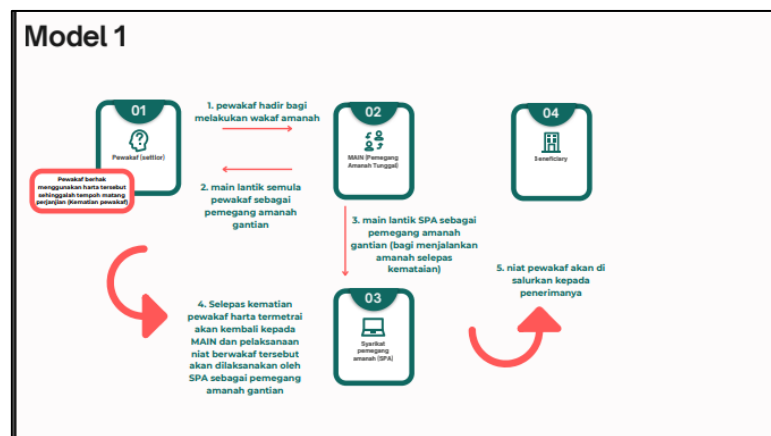 Model 1
01
Pewakaf (settlor)
Pewakaf berhak
menggunakan harta tersebut
sehinggalah tempoh matang
perjanjian (Kematian pewakaf)
1. pewakaf hadir bagi
melakukan wakaf amanah
2. main lantik semula
pewakaf sebagai
pemegang amanah
gantian
02
MAIN (Pemegang
Amanah Tunggal)
3. main lantik SPA sebagai
pemegang amanah
gantian (bagi menjalankan
amanah selepas
kemataian)
03
Syarikat
pemegang
amanah (SPA)
4. Selepas kematian
pewakaf harta termetrai
akan kembali kepada
MAIN dan pelaksanaan
niat berwakaf tersebut
akan dilaksanakan oleh
SPA sebagai pemegang
amanah gantian
04
Beneficiary
5. niat pewakaf akan di
salurkan kepada
penerimanya